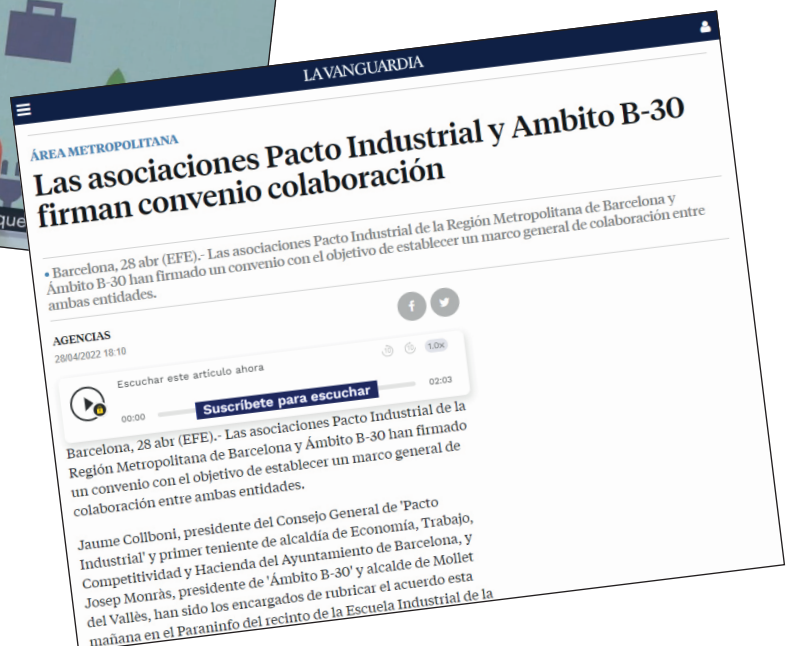 LA VANGUARDIA
ÁREA METROPOLITANA
Las asociaciones Pacto Industrial y Ambito B-30
firman convenio colaboración
• Barcelona, 28 abr (EFE).- Las asociaciones Pacto Industrial de la Región Metropolitana de Barcelona y
Ámbito B-30 han firmado un convenio con el objetivo de establecer un marco general de colaboración entre
ambas entidades.
AGENCIAS
28/04/2022 18:10
Escuchar este artículo ahora
1.0x
00:00
Suscríbete para escuchar
02:03
Barcelona, 28 abr (EFE).- Las asociaciones Pacto Industrial de la
Región Metropolitana de Barcelona y Ámbito B-30 han firmado
un convenio con el objetivo de establecer un marco general de
colaboración entre ambas entidades.
Jaume Collboni, presidente del Consejo General de 'Pacto
Industrial' y primer teniente de alcaldía de Economía, Trabajo,
Competitividad y Hacienda del Ayuntamiento de Barcelona, y
Josep Monràs, presidente de 'Ámbito B-30' y alcalde de Mollet
del Vallès, han sido los encargados de rubricar el acuerdo esta
mañana en el Paraninfo del recinto de la Escuela Industrial de la
que